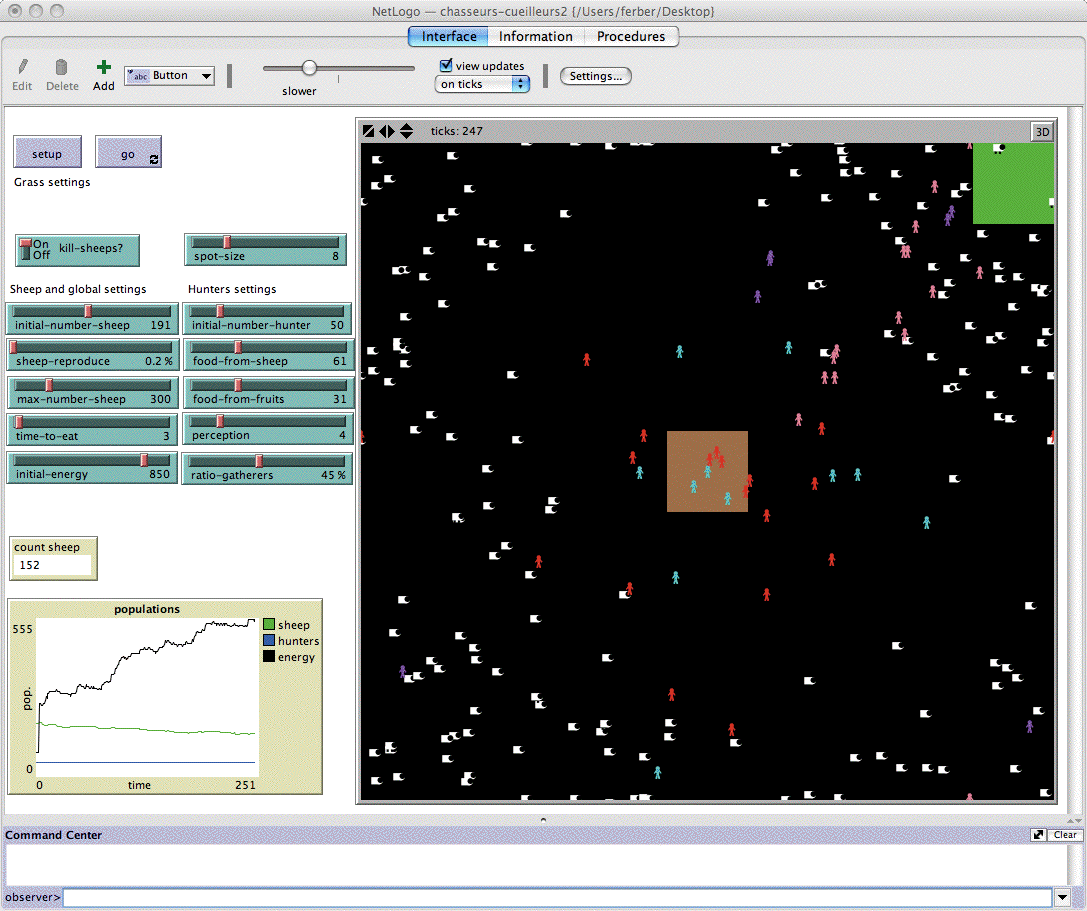 NetLogo — chasseurs-cueilleurs2 {/Users/ferber/Desktop}
Interface Information Procedures
Edit Delete Add abc Button slower view updates on ticks Settings...
ticks: 247 3D
setup go
Grass settings
On Off kill-sheeps? spot-size 8
Sheep and global settings Hunters settings
initial-number-sheep 191 initial-number-hunter 50
sheep-reproduce 0.2 % food-from-sheep 61
max-number-sheep 300 food-from-fruits 31
time-to-eat 3 perception 4
initial-energy 850 ratio-gatherers 45 %
count sheep
152
populations
555 sheep
hunters
energy
pop.
0
0 time 251
Command Center Clear
observer>